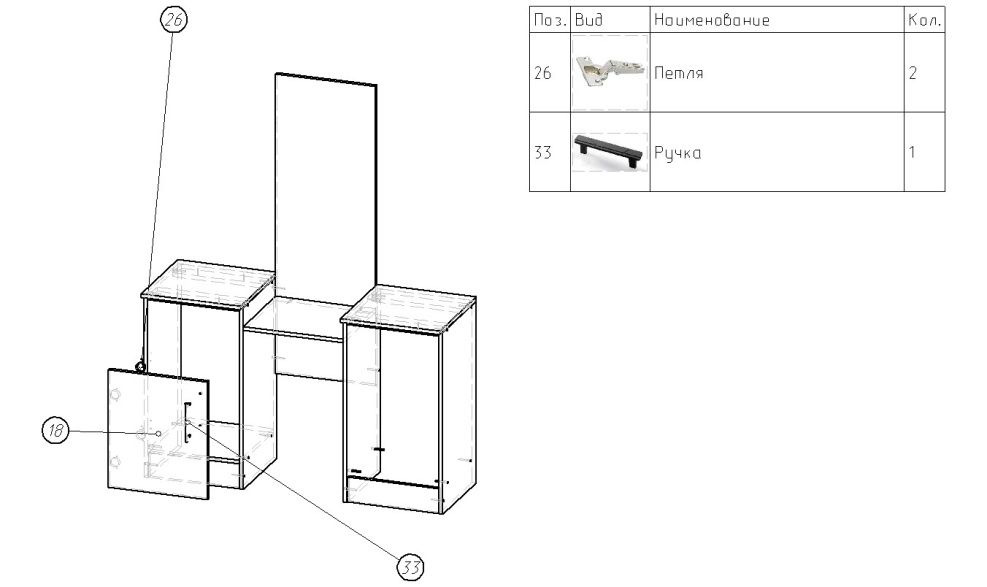 26
Поз. Вид Наименование Кол.
26 Петля 2
33 Ручка 1
18
33